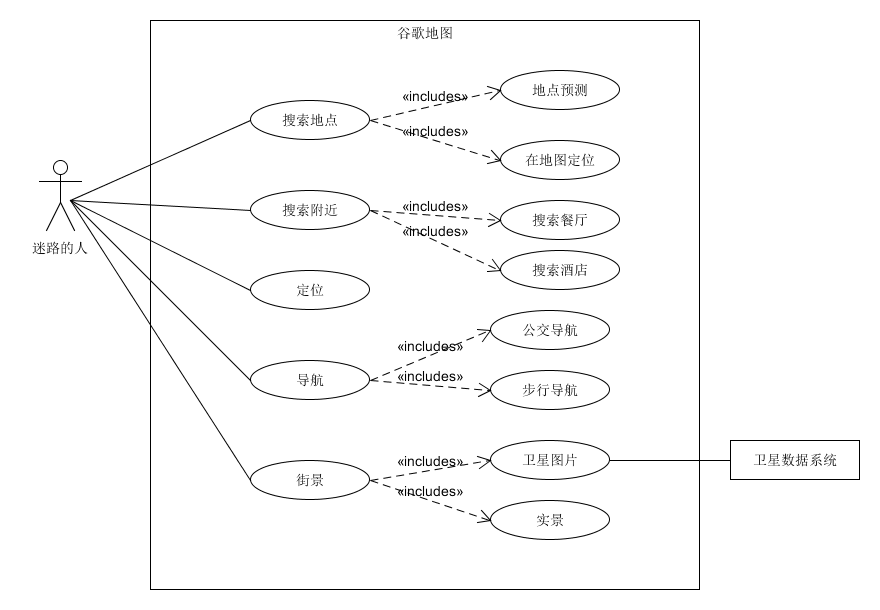 谷歌地图
«includes»
地点预测
搜索地点
«includes»
在地图定位
搜索附近
«includes»
搜索餐厅
«includes»
迷路的人
搜索酒店
定位
公交导航
«includes»
导航
«includes»
步行导航
«includes»
卫星图片
卫星数据系统
街景
«includes»
实景